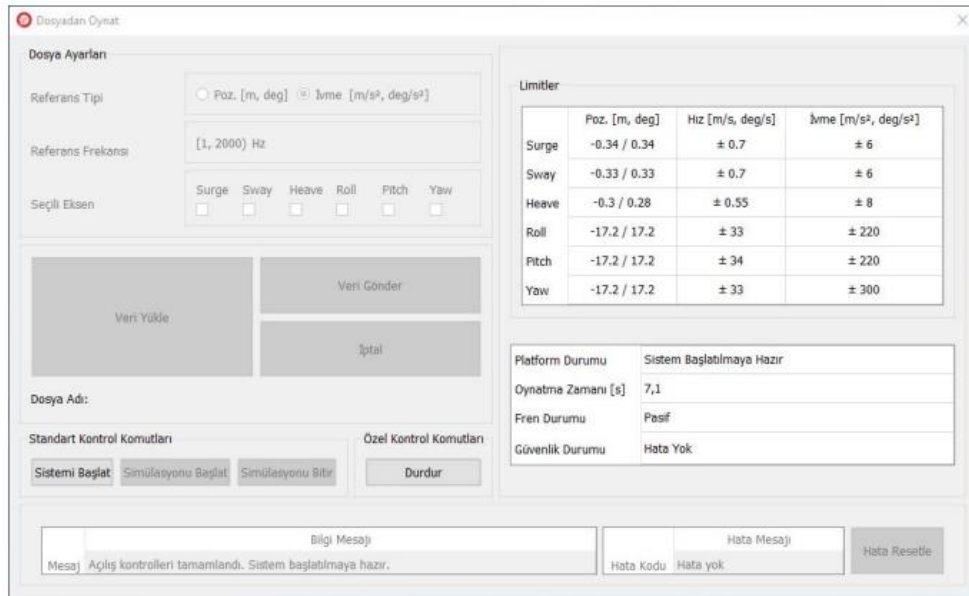 Dosyadan Oynat
Dosya Ayarları
Referans Tipi
Poz. [m, deg] İvme [m/s², deg/s²]
Referans Frekansı
[1, 2000) Hz
Seçili Eksen
Surge Sway Heave Roll Pitch Yaw
Veri Yükle
Veri Gönder
İptal
Dosya Adı:
Standart Kontrol Komutları
Sistemi Başlat Simülasyonu Başlat Simülasyonu Bitir
Özel Kontrol Komutları
Durdur
Limitler
Poz. [m, deg] Hız [m/s, deg/s] İvme [m/s², deg/s²]
Surge -0.34 / 0.34 ± 0.7 ± 6
Sway -0.33 / 0.33 ± 0.7 ± 6
Heave -0.3 / 0.28 ± 0.55 ± 8
Roll -17.2 / 17.2 ± 33 ± 220
Pitch -17.2 / 17.2 ± 34 ± 220
Yaw -17.2 / 17.2 ± 33 ± 300
Platform Durumu Sistem Başlatılmaya Hazır
Oynatma Zamanı [s] 7,1
Fren Durumu Pasif
Güvenlik Durumu Hata Yok
Bilgi Mesajı
Mesaj Açılış kontrolleri tamamlandı. Sistem başlatılmaya hazır.
Hata Mesajı
Hata Kodu Hata yok
Hata Resetle